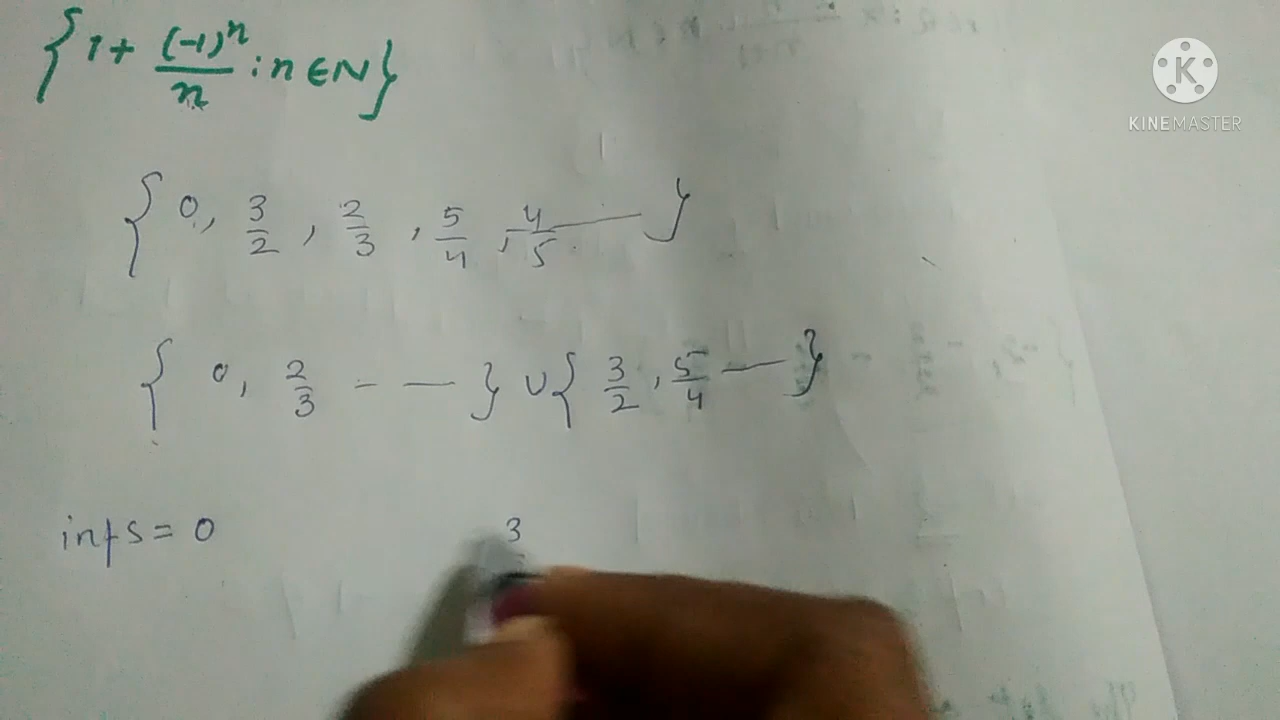 { 1 + (-1)^n / n : n ∈ N }
K
KINEMASTER
{ 0, 3/2, 2/3, 5/4, 4/5 — }
{ 0, 2/3 - — } ∪ { 3/2, 5/4 — }
inf S = 0 3